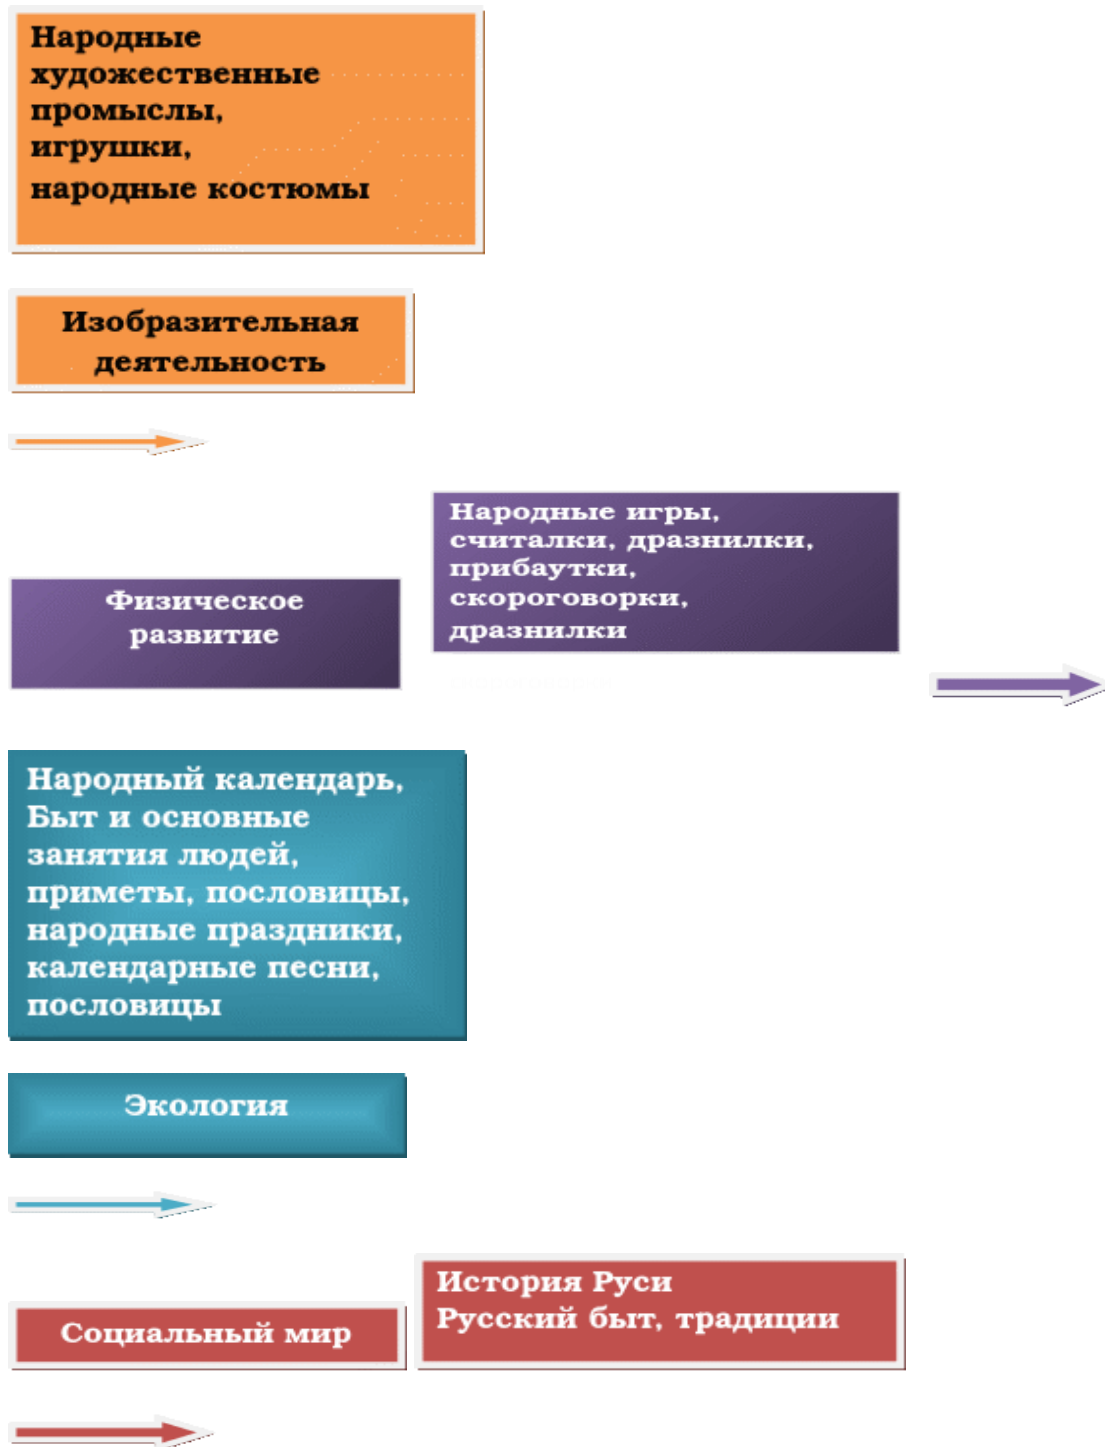 Народные
художественные
промыслы,
игрушки,
народные костюмы
Изобразительная
деятельность
Народные игры,
считалки, дразнилки,
прибаутки,
скороговорки,
дразнилки
Физическое
развитие
Народный календарь,
Быт и основные
занятия людей,
приметы, пословицы,
народные праздники,
календарные песни,
пословицы
Экология
История Руси
Русский быт, традиции
Социальный мир